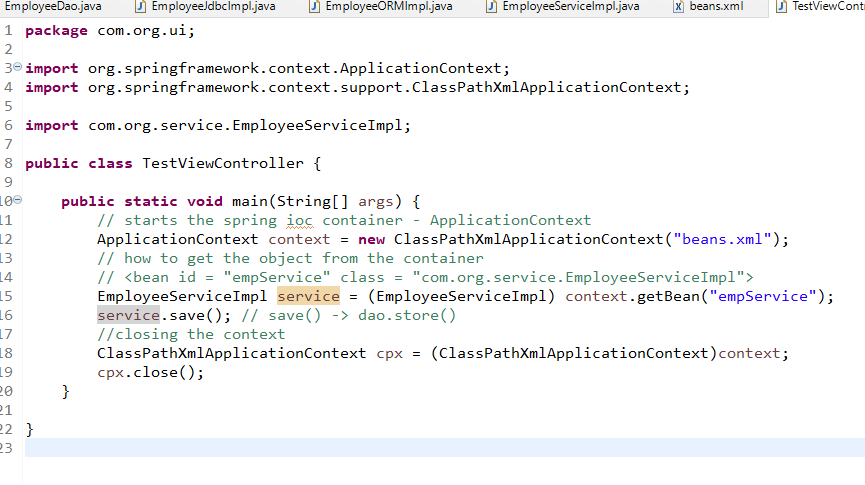 EmployeeDao.java EmployeeJdbcImpl.java EmployeeORMImpl.java EmployeeServiceImpl.java beans.xml TestViewContr
1 package com.org.ui;
2
3 import org.springframework.context.ApplicationContext;
4 import org.springframework.context.support.ClassPathXmlApplicationContext;
5
6 import com.org.service.EmployeeServiceImpl;
7
8 public class TestViewController {
9
10 public static void main(String[] args) {
11 // starts the spring ioc container - ApplicationContext
12 ApplicationContext context = new ClassPathXmlApplicationContext("beans.xml");
13 // how to get the object from the container
14 // <bean id = "empService" class = "com.org.service.EmployeeServiceImpl">
15 EmployeeServiceImpl service = (EmployeeServiceImpl) context.getBean("empService");
16 service.save(); // save() -> dao.store()
17 //closing the context
18 ClassPathXmlApplicationContext cpx = (ClassPathXmlApplicationContext)context;
19 cpx.close();
20 }
21
22 }
23